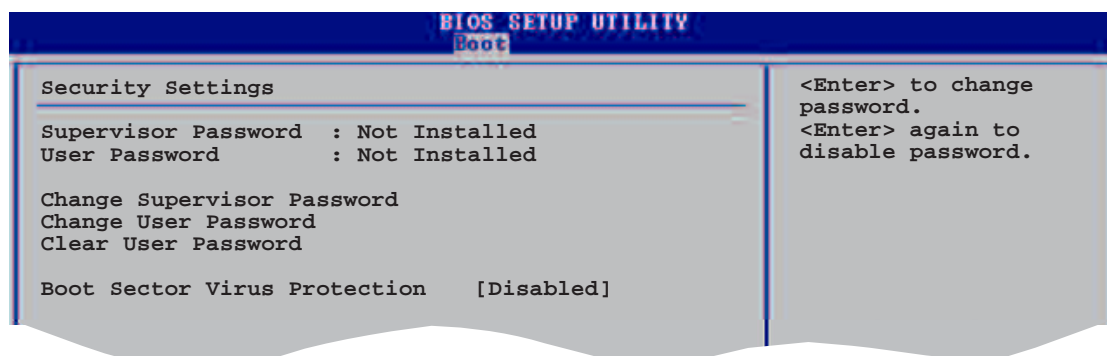 BIOS SETUP UTILITY
Boot
Security Settings
Supervisor Password : Not Installed
User Password : Not Installed
Change Supervisor Password
Change User Password
Clear User Password
Boot Sector Virus Protection [Disabled]
<Enter> to change
password.
<Enter> again to
disable password.